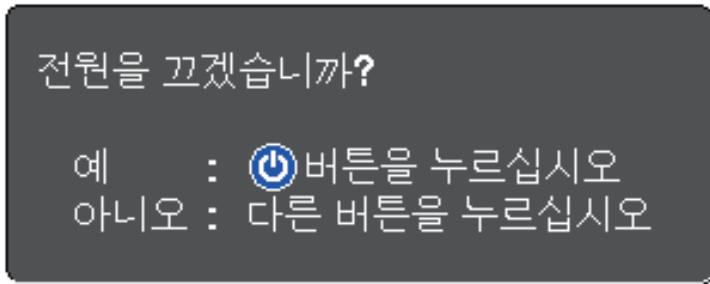 전원을 끄겠습니까?
예 : 버튼을 누르십시오
아니오 : 다른 버튼을 누르십시오